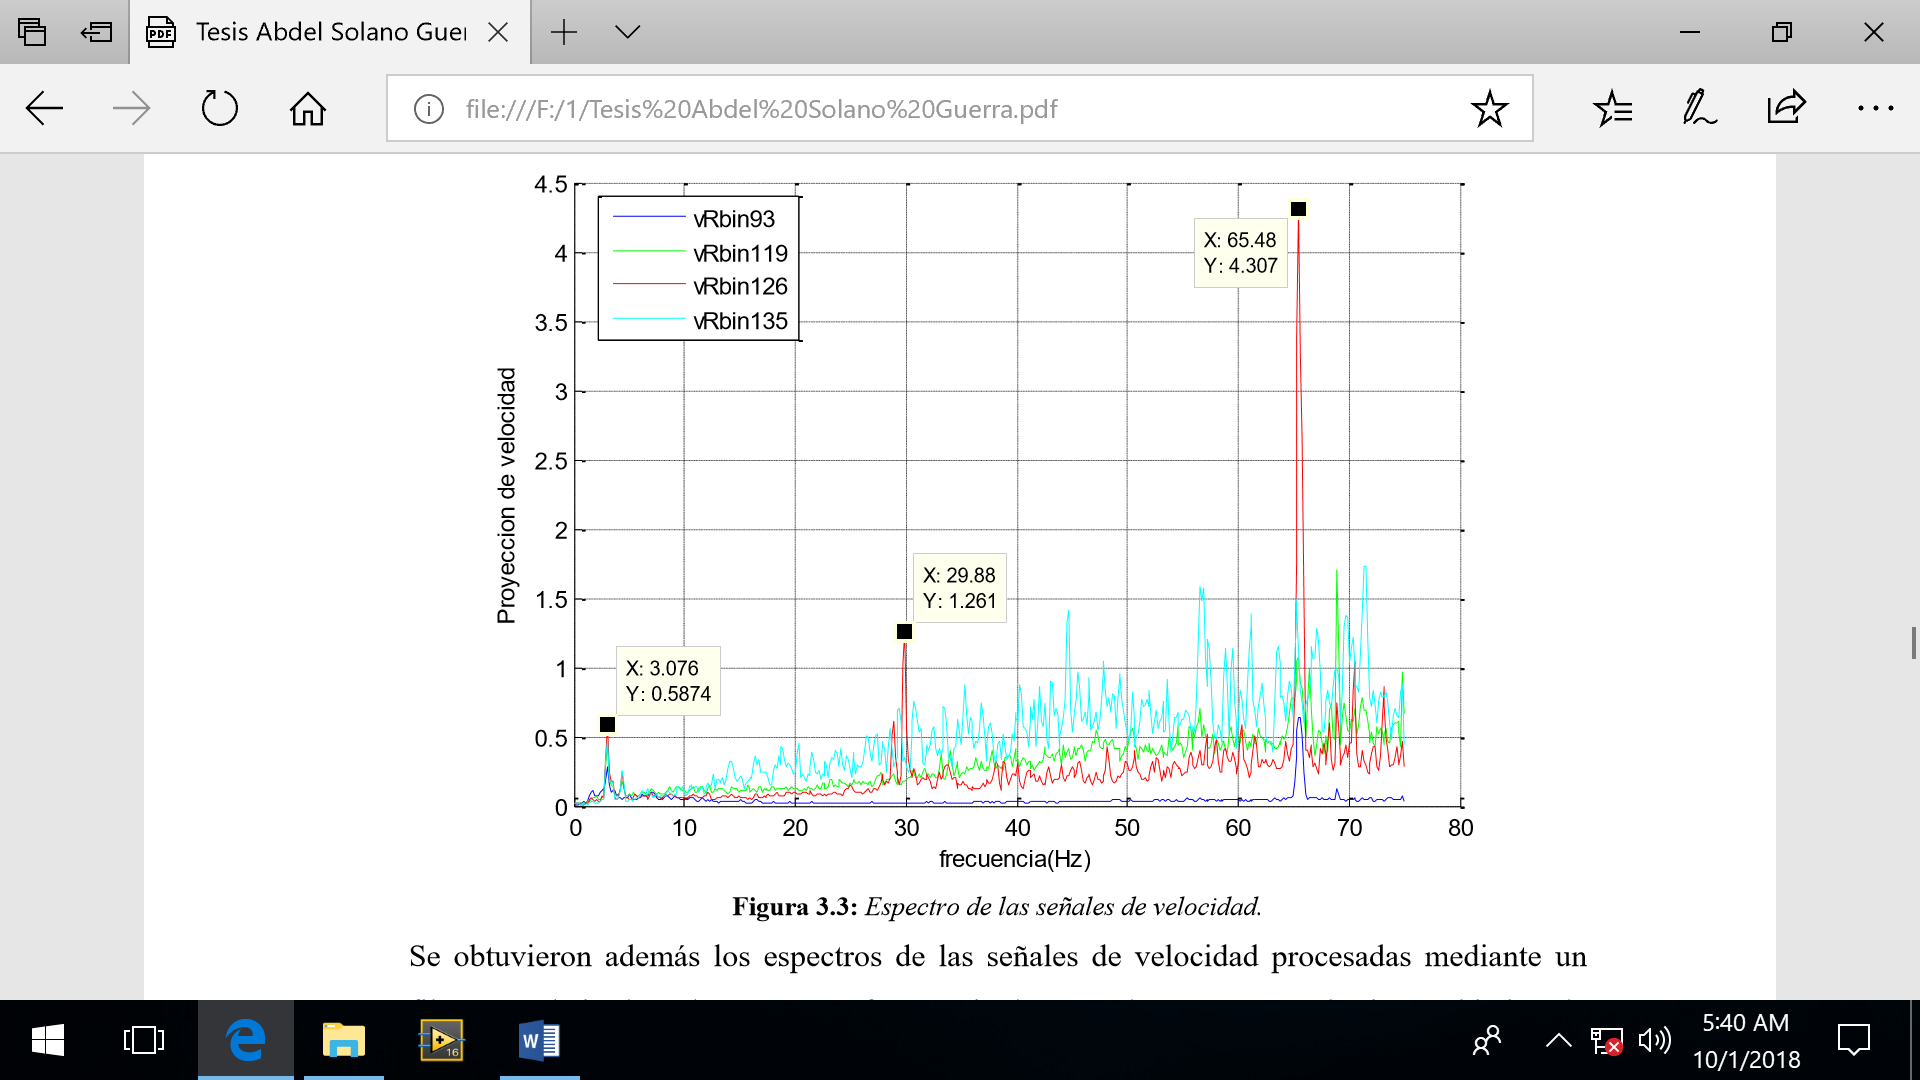 Tesis Abdel Solano Guer
file:///F:/1/Tesis%20Abdel%20Solano%20Guerra.pdf
4.5
4
3.5
3
2.5
2
1.5
1
0.5
0
Proyeccion de velocidad
vRbin93
vRbin119
vRbin126
vRbin135
X: 65.48
Y: 4.307
X: 29.88
Y: 1.261
X: 3.076
Y: 0.5874
0 10 20 30 40 50 60 70 80
frecuencia(Hz)
Figura 3.3: Espectro de las señales de velocidad.
Se obtuvieron además los espectros de las señales de velocidad procesadas mediante un
5:40 AM
10/1/2018